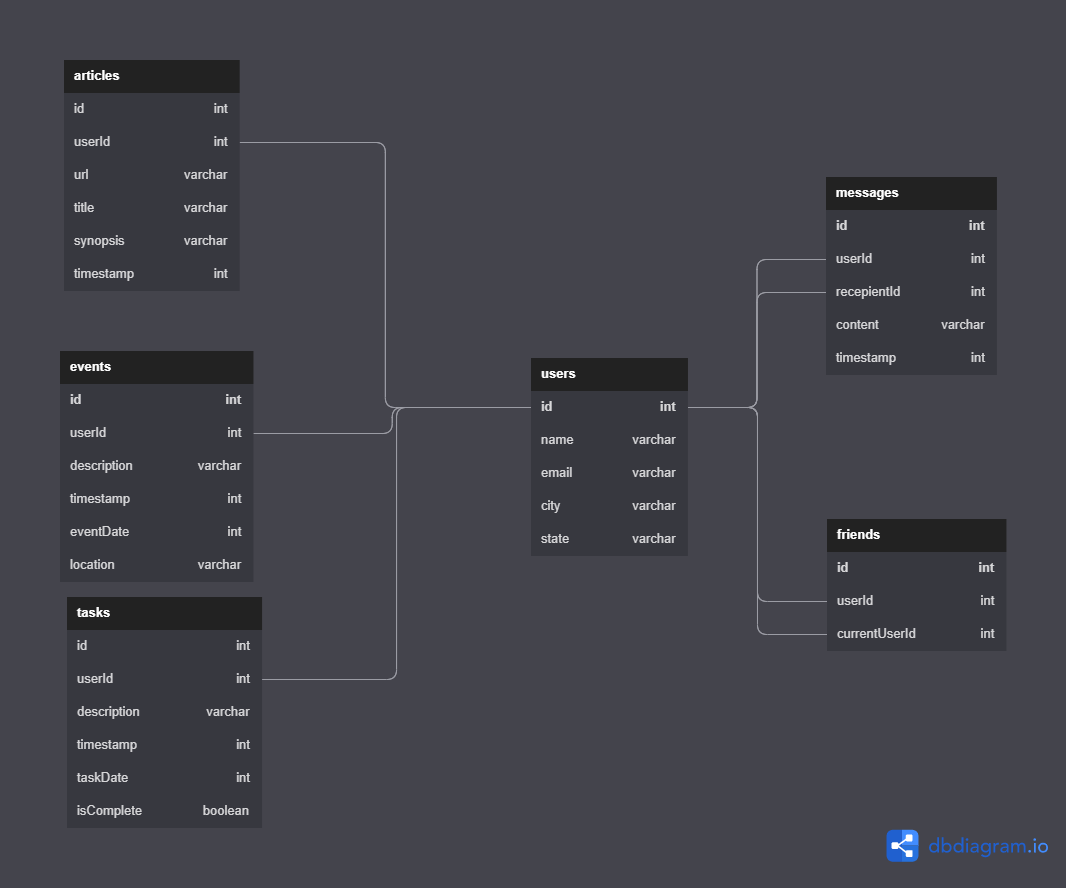 articles
id int
userId int
url varchar
title varchar
synopsis varchar
timestamp int
events
id int
userId int
description varchar
timestamp int
eventDate int
location varchar
tasks
id int
userId int
description varchar
timestamp int
taskDate int
isComplete boolean
users
id int
name varchar
email varchar
city varchar
state varchar
messages
id int
userId int
recepientId int
content varchar
timestamp int
friends
id int
userId int
currentUserId int
dbdiagram.io